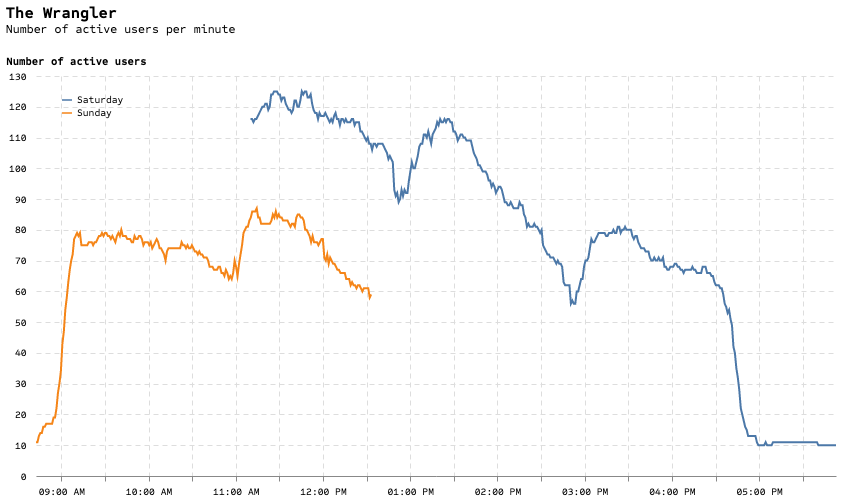 The Wrangler
Number of active users per minute
Number of active users
130
120
110
100
90
80
70
60
50
40
30
20
10
0
Saturday
Sunday
09:00 AM
10:00 AM
11:00 AM
12:00 PM
01:00 PM
02:00 PM
03:00 PM
04:00 PM
05:00 PM